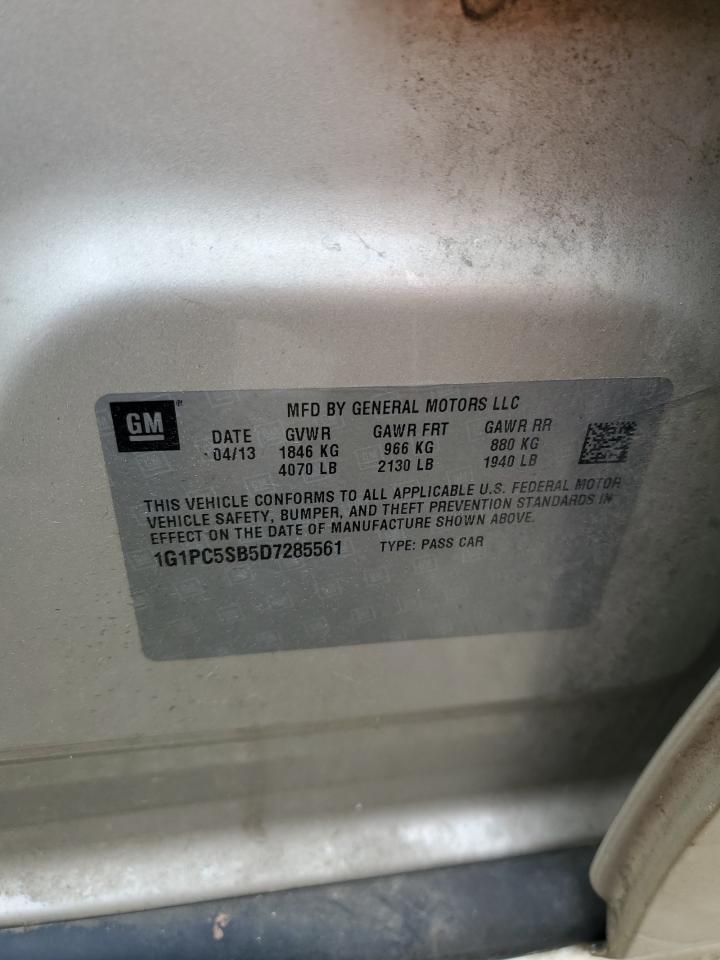 GM
MFD BY GENERAL MOTORS LLC
DATE GVWR GAWR FRT GAWR RR
04/13 1846 KG 966 KG 880 KG
4070 LB 2130 LB 1940 LB
THIS VEHICLE CONFORMS TO ALL APPLICABLE U.S. FEDERAL MOTOR
VEHICLE SAFETY, BUMPER, AND THEFT PREVENTION STANDARDS IN
EFFECT ON THE DATE OF MANUFACTURE SHOWN ABOVE.
1G1PC5SB5D7285561 TYPE: PASS CAR